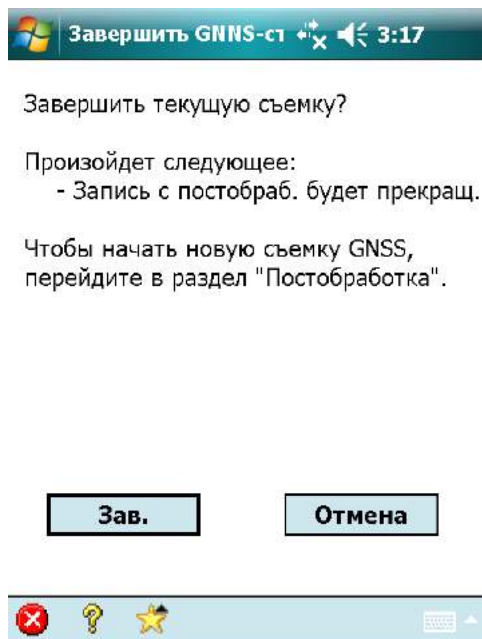 Завершить GNNS-ст 3:17
Завершить текущую съемку?
Произойдет следующее:
- Запись с постобраб. будет прекращ.
Чтобы начать новую съемку GNSS,
перейдите в раздел "Постобработка".
Зав. Отмена